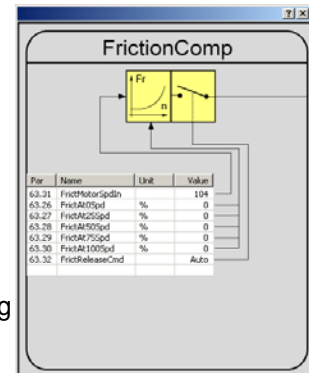 FrictionComp
Fr
n
Par Name Unit Value
63.31 FrictMotorSpdIn 104
63.26 FrictAt0Spd % 0
63.27 FrictAt25Spd % 0
63.28 FrictAt50Spd % 0
63.29 FrictAt75Spd % 0
63.30 FrictAt100Spd % 0
63.32 FrictReleaseCmd Auto
g